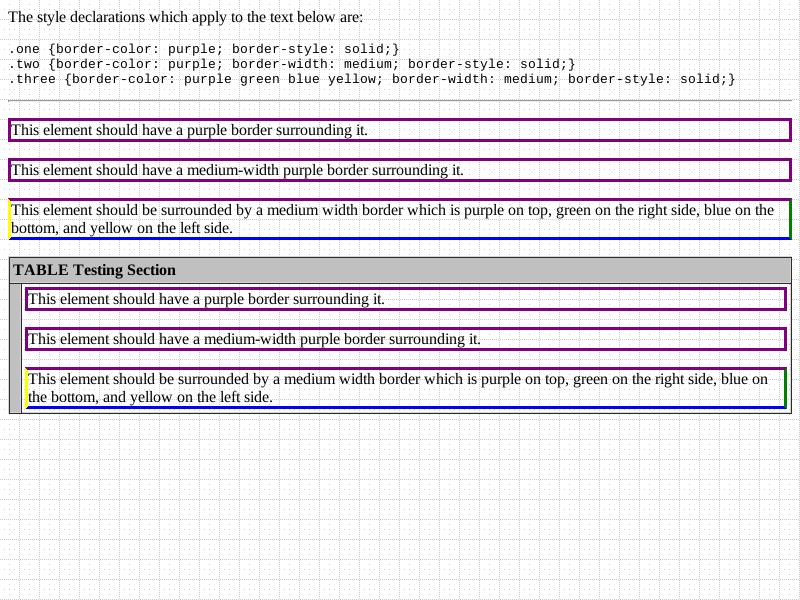 The style declarations which apply to the text below are:
.one {border-color: purple; border-style: solid;}
.two {border-color: purple; border-width: medium; border-style: solid;}
.three {border-color: purple green blue yellow; border-width: medium; border-style: solid;}
This element should have a purple border surrounding it.
This element should have a medium-width purple border surrounding it.
This element should be surrounded by a medium width border which is purple on top, green on the right side, blue on the
bottom, and yellow on the left side.
TABLE Testing Section
This element should have a purple border surrounding it.
This element should have a medium-width purple border surrounding it.
This element should be surrounded by a medium width border which is purple on top, green on the right side, blue on
the bottom, and yellow on the left side.